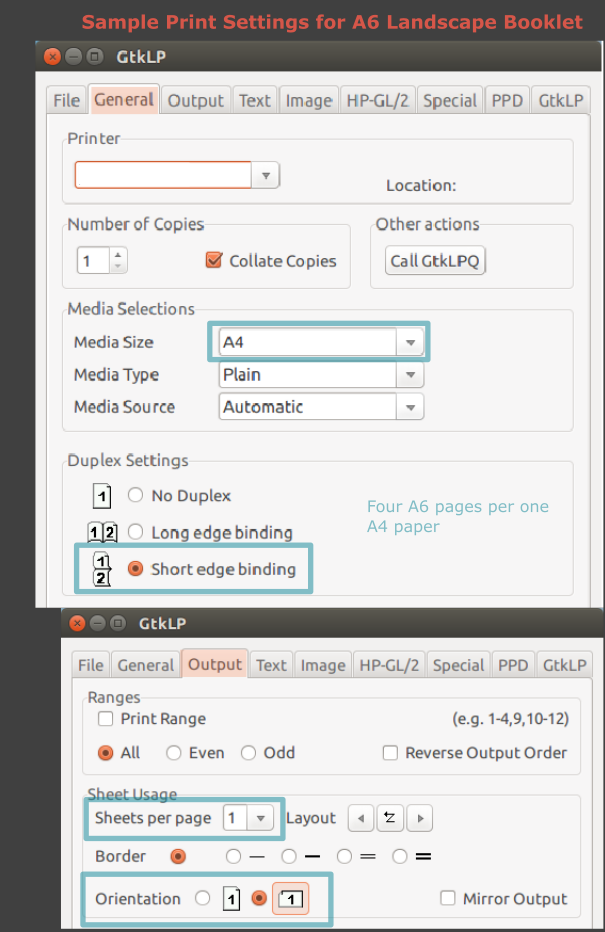 Sample Print Settings for A6 Landscape Booklet
GtkLP
File General Output Text Image HP-GL/2 Special PPD GtkLP
Printer
Location:
Number of Copies Other actions
1 Collate Copies Call GtkLPQ
Media Selections
Media Size A4
Media Type Plain
Media Source Automatic
Duplex Settings
1 No Duplex
Four A6 pages per one
A4 paper
1 2 Long edge binding
1
2 Short edge binding
GtkLP
File General Output Text Image HP-GL/2 Special PPD GtkLP
Ranges
Print Range (e.g. 1-4,9,10-12)
All Even Odd Reverse Output Order
Sheet Usage
Sheets per page 1 Layout
Border
Orientation 1 1 Mirror Output